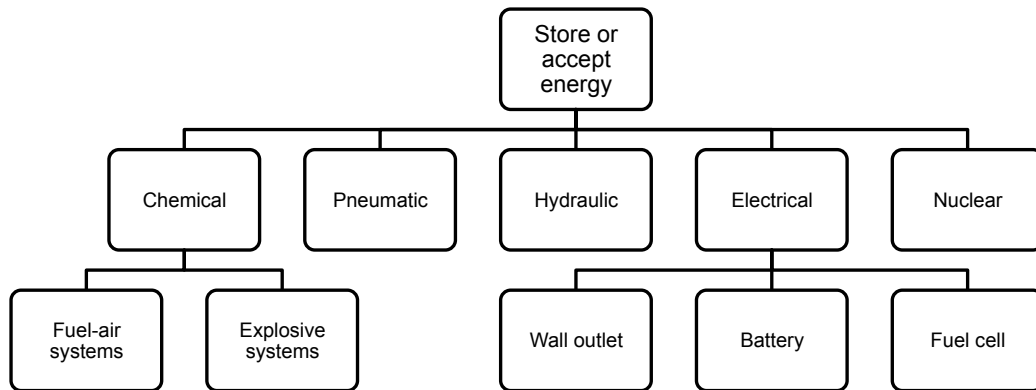 Store or
accept
energy
Chemical
Pneumatic
Hydraulic
Electrical
Nuclear
Fuel-air
systems
Explosive
systems
Wall outlet
Battery
Fuel cell